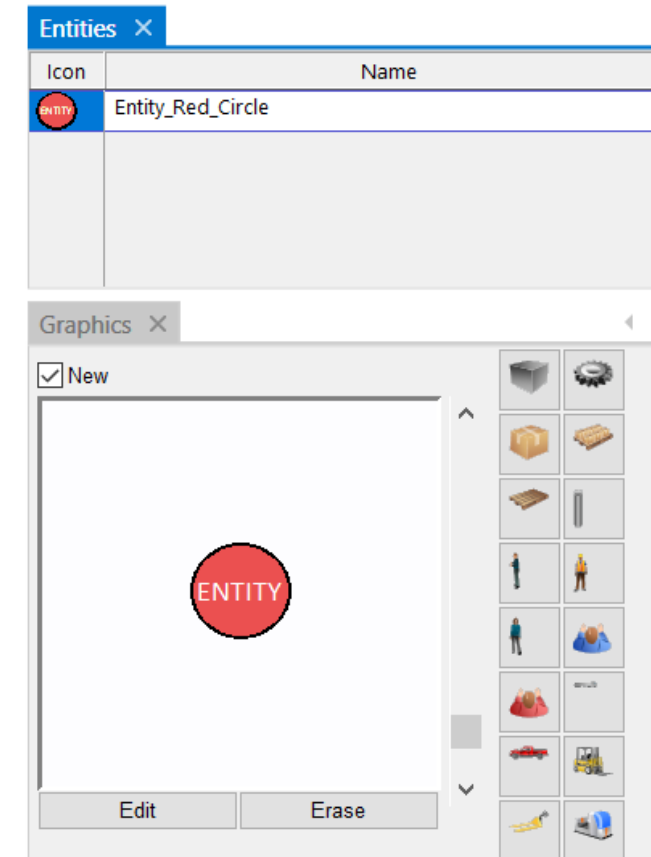 Entities
Icon Name
ENTITY Entity_Red_Circle
Graphics
New
ENTITY
Edit Erase